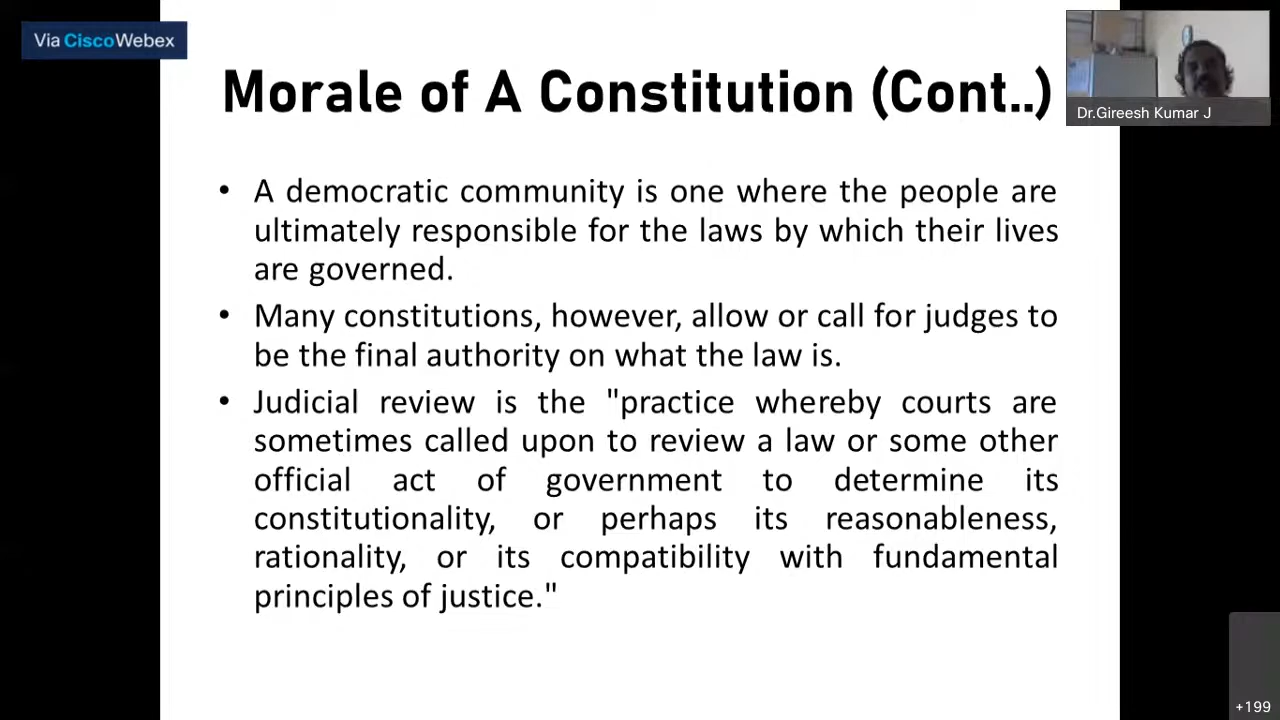 Via CiscoWebex
Morale of A Constitution (Cont..)
Dr.Gireesh Kumar J
• A democratic community is one where the people are
ultimately responsible for the laws by which their lives
are governed.
• Many constitutions, however, allow or call for judges to
be the final authority on what the law is.
• Judicial review is the "practice whereby courts are
sometimes called upon to review a law or some other
official act of government to determine its
constitutionality, or perhaps its reasonableness,
rationality, or its compatibility with fundamental
principles of justice."
+199